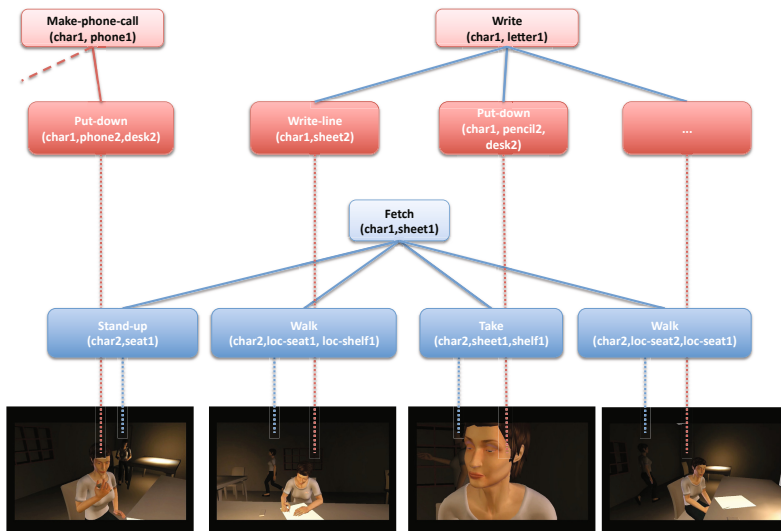 Make-phone-call
(char1, phone1)
Write
(char1, letter1)
Put-down
(char1,phone2,desk2)
Write-line
(char1,sheet2)
Put-down
(char1, pencil2,
desk2)
...
Fetch
(char1,sheet1)
Stand-up
(char2,seat1)
Walk
(char2,loc-seat1, loc-shelf1)
Take
(char2,sheet1,shelf1)
Walk
(char2,loc-seat2,loc-seat1)